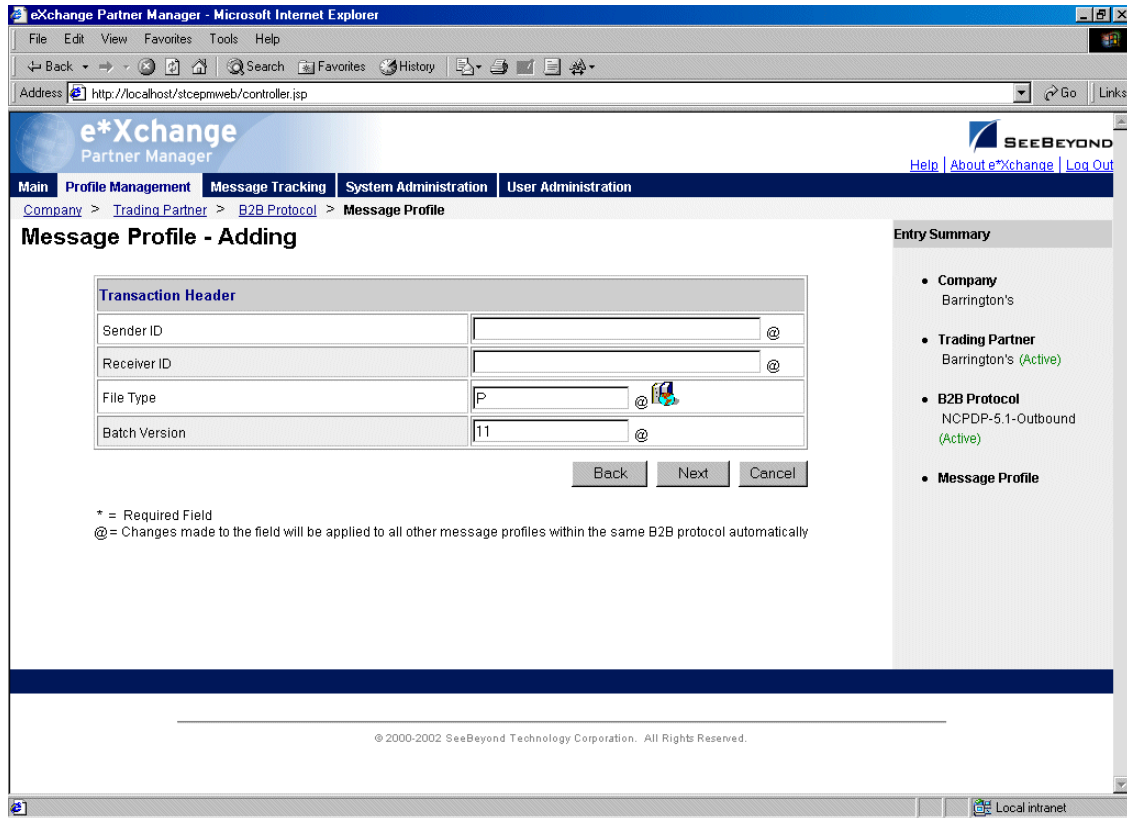 eXchange Partner Manager - Microsoft Internet Explorer
File Edit View Favorites Tools Help
Back Search Favorites History
Address http://localhost/stcepmweb/controller.jsp Go Links
e*Xchange
Partner Manager
SEEBEYOND
Help | About e*Xchange | Log Out
Main Profile Management Message Tracking System Administration User Administration
Company > Trading Partner > B2B Protocol > Message Profile
Message Profile - Adding
Transaction Header
Sender ID @
Receiver ID @
File Type P @
Batch Version 11 @
Back Next Cancel
* = Required Field
@ = Changes made to the field will be applied to all other message profiles within the same B2B protocol automatically
Entry Summary
• Company
Barrington's
• Trading Partner
Barrington's (Active)
• B2B Protocol
NCPDP-5.1-Outbound
(Active)
• Message Profile
© 2000-2002 SeeBeyond Technology Corporation. All Rights Reserved.
Local intranet